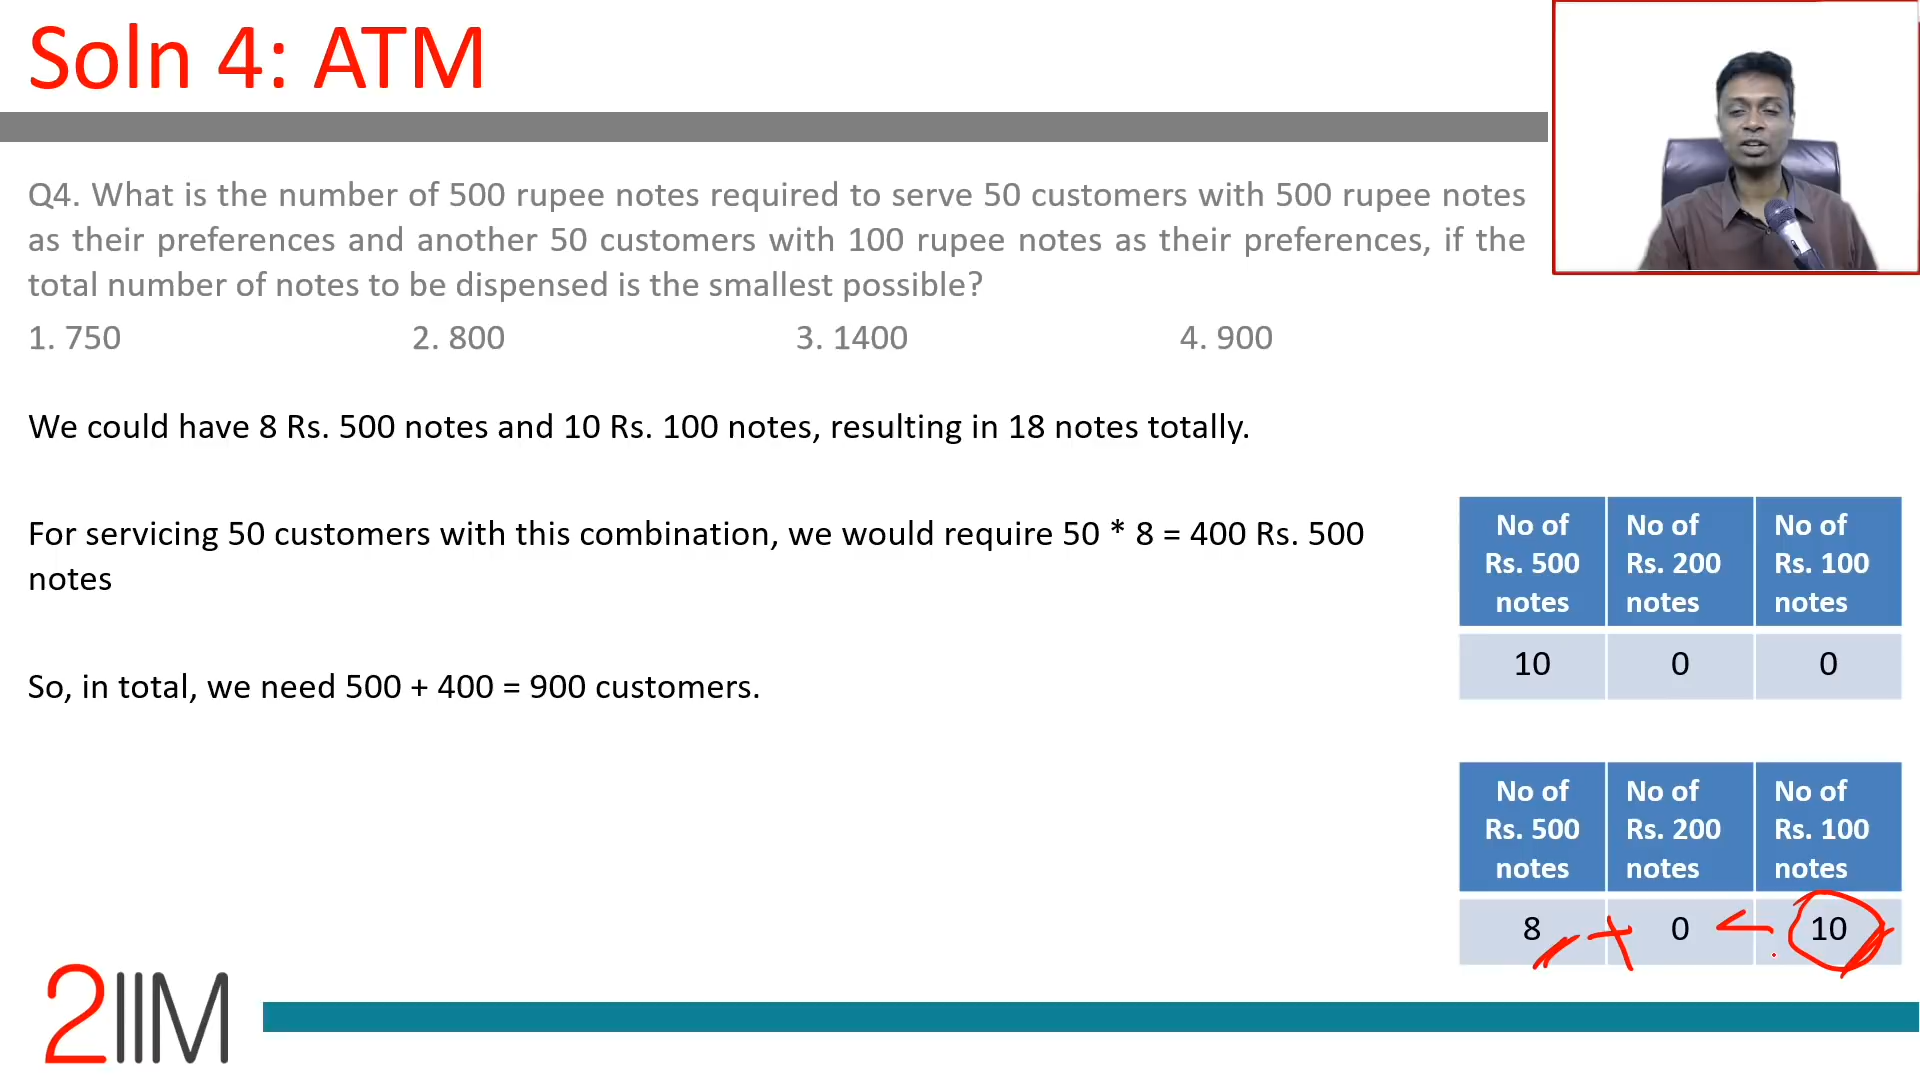 Soln 4: ATM
Q4. What is the number of 500 rupee notes required to serve 50 customers with 500 rupee notes
as their preferences and another 50 customers with 100 rupee notes as their preferences, if the
total number of notes to be dispensed is the smallest possible?
1. 750 2. 800 3. 1400 4. 900
We could have 8 Rs. 500 notes and 10 Rs. 100 notes, resulting in 18 notes totally.
For servicing 50 customers with this combination, we would require 50 * 8 = 400 Rs. 500
notes
So, in total, we need 500 + 400 = 900 customers.
No of No of No of
Rs. 500 Rs. 200 Rs. 100
notes notes notes
10 0 0
No of No of No of
Rs. 500 Rs. 200 Rs. 100
notes notes notes
8 + 0 < 10
2IIM